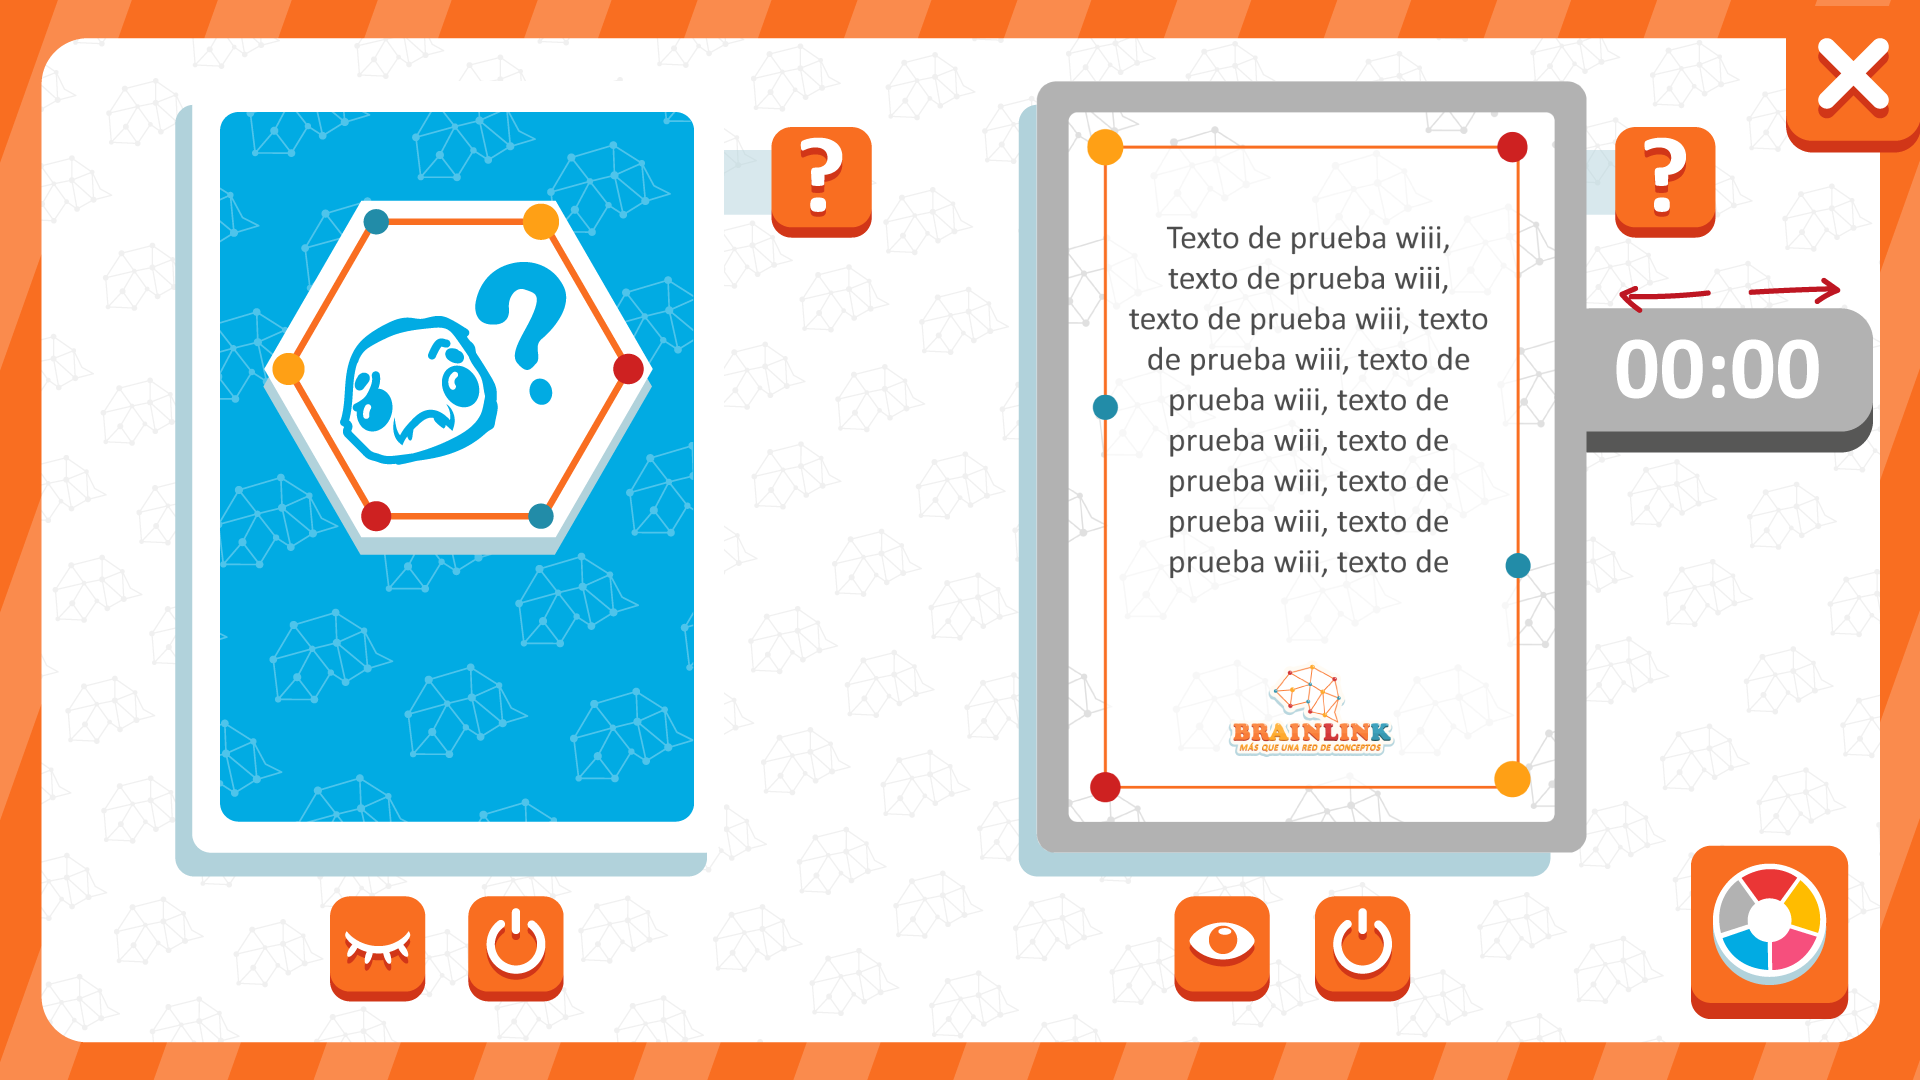 ?
?
?
Texto de prueba wiii,
texto de prueba wiii,
texto de prueba wiii, texto
de prueba wiii, texto de
prueba wiii, texto de
prueba wiii, texto de
prueba wiii, texto de
prueba wiii, texto de
prueba wiii, texto de
BRAINLINK
MÁS QUE UNA RED DE CONCEPTOS
00:00